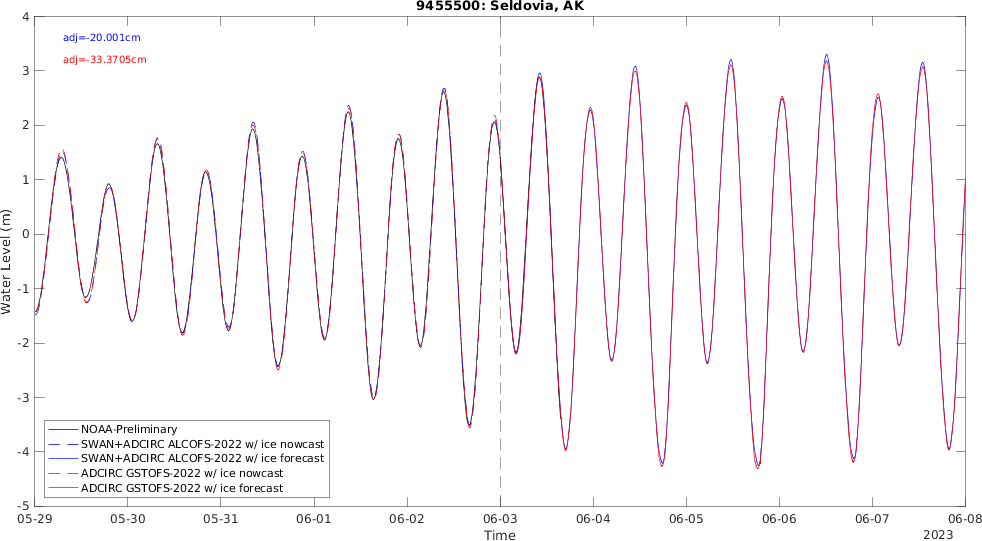 9455500: Seldovia, AK
adj=-20.001cm
adj=-33.3705cm
Water Level (m)
4
3
2
1
0
-1
-2
-3
-4
-5
NOAA-Preliminary
SWAN+ADCIRC ALCOFS-2022 w/ ice nowcast
SWAN+ADCIRC ALCOFS-2022 w/ ice forecast
ADCIRC GSTOFS-2022 w/ ice nowcast
ADCIRC GSTOFS-2022 w/ ice forecast
05-29 05-30 05-31 06-01 06-02 06-03 06-04 06-05 06-06 06-07 06-08
Time
2023